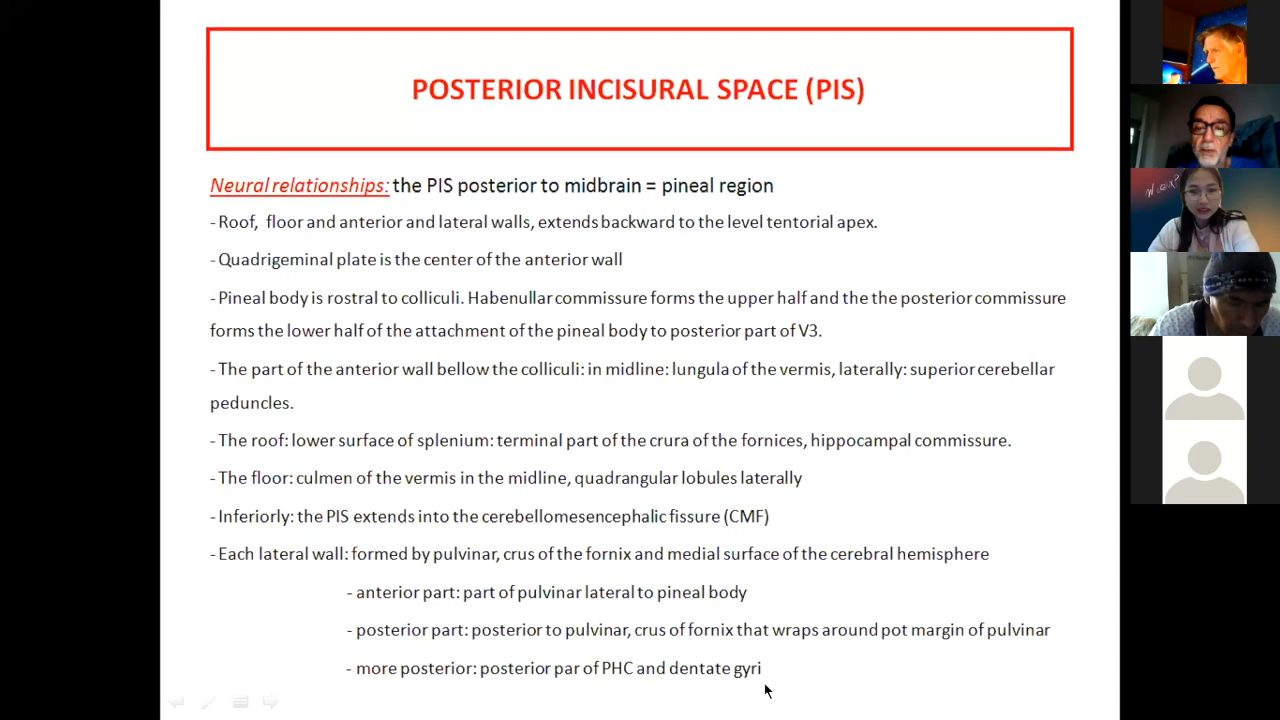 POSTERIOR INCISURAL SPACE (PIS)
Neural relationships: the PIS posterior to midbrain = pineal region
- Roof, floor and anterior and lateral walls, extends backward to the level tentorial apex.
- Quadrigeminal plate is the center of the anterior wall
- Pineal body is rostral to colliculi. Habenullar commissure forms the upper half and the the posterior commissure
forms the lower half of the attachment of the pineal body to posterior part of V3.
- The part of the anterior wall bellow the colliculi: in midline: lungula of the vermis, laterally: superior cerebellar
peduncles.
- The roof: lower surface of splenium: terminal part of the crura of the fornices, hippocampal commissure.
- The floor: culmen of the vermis in the midline, quadrangular lobules laterally
- Inferiorly: the PIS extends into the cerebellomesencephalic fissure (CMF)
- Each lateral wall: formed by pulvinar, crus of the fornix and medial surface of the cerebral hemisphere
- anterior part: part of pulvinar lateral to pineal body
- posterior part: posterior to pulvinar, crus of fornix that wraps around pot margin of pulvinar
- more posterior: posterior par of PHC and dentate gyri